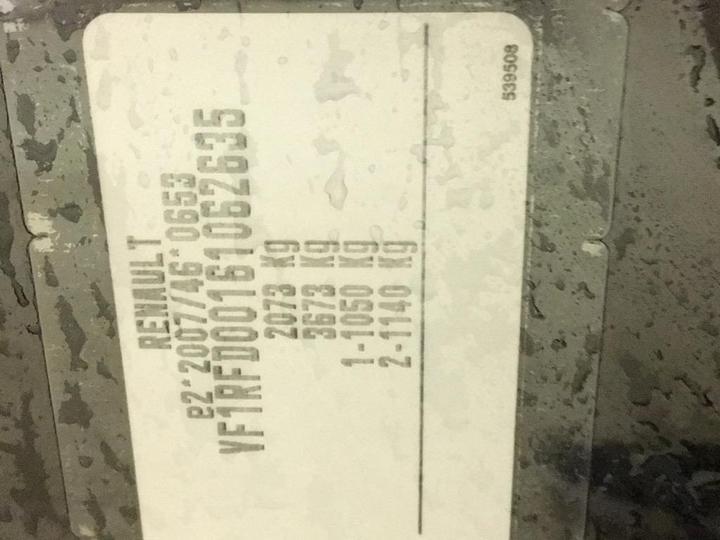 RENAULT
e2*2007/46*0653
VF1RFD00161062635
2073 Kg
3673 Kg
1-1050 Kg
2-1140 Kg
539508